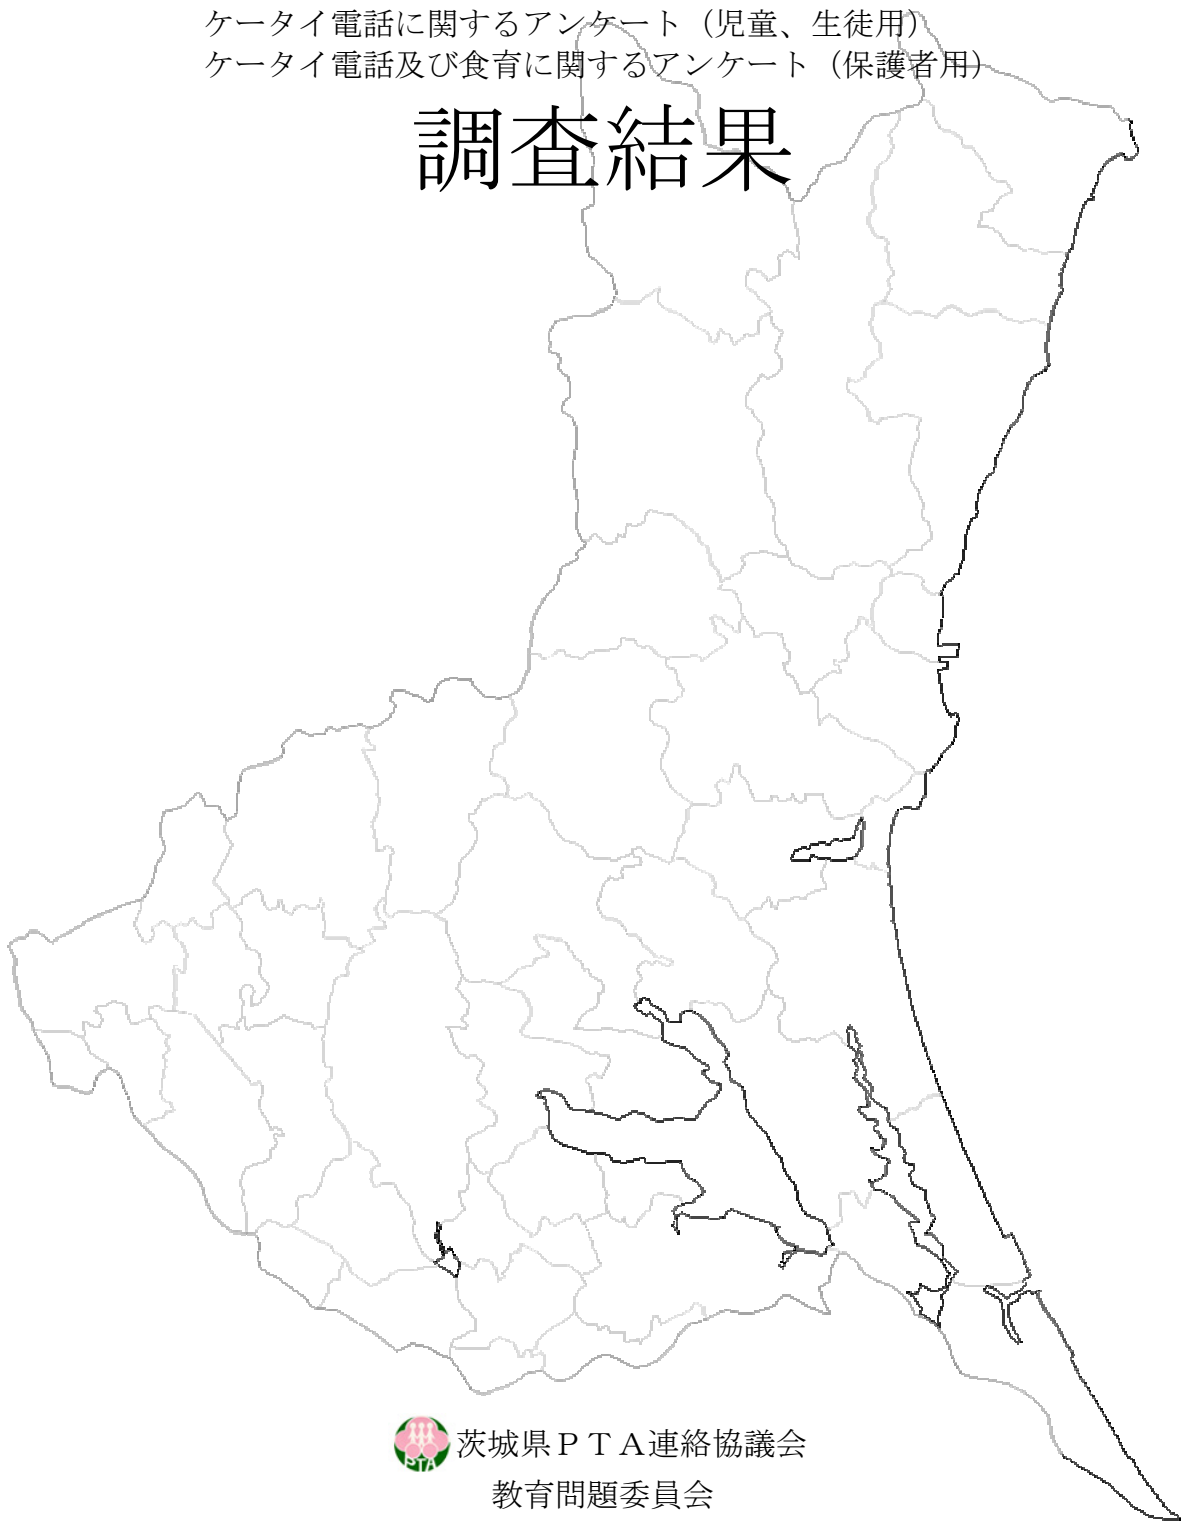 ケータイ電話に関するアンケート（児童、生徒用）
ケータイ電話及び食育に関するアンケート（保護者用）
調査結果
PTA
茨城県ＰＴＡ連絡協議会
教育問題委員会